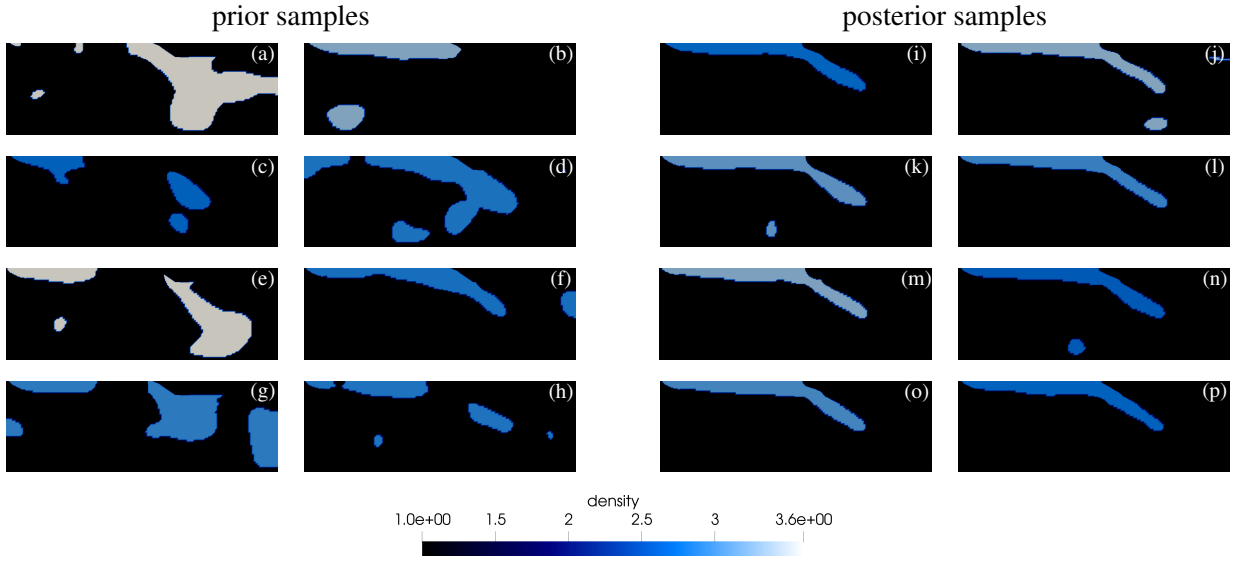 prior samples posterior samples
(a) (b) (i) (j)
(c) (d) (k) (l)
(e) (f) (m) (n)
(g) (h) (o) (p)
density
1.0e+00 1.5 2 2.5 3 3.6e+00